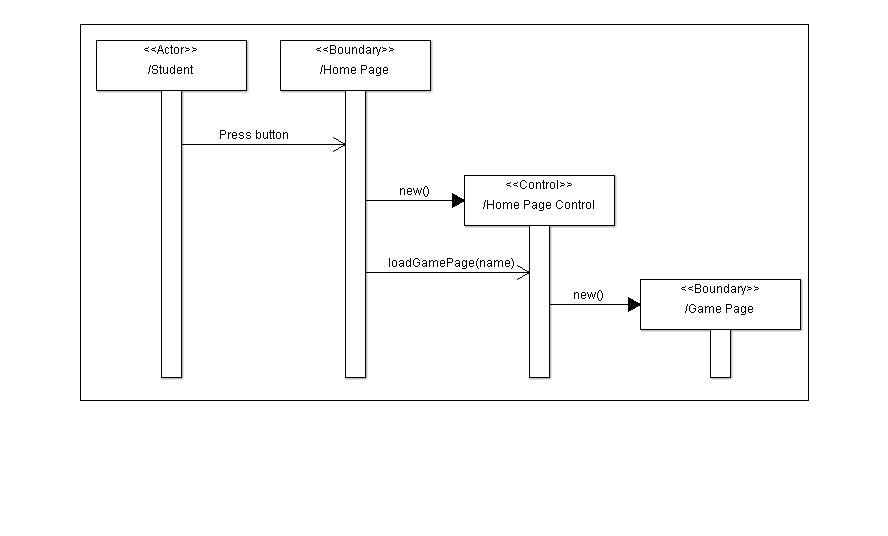 <<Actor>>
/Student
<<Boundary>>
/Home Page
Press button
new()
<<Control>>
/Home Page Control
loadGamePage(name)
new()
<<Boundary>>
/Game Page